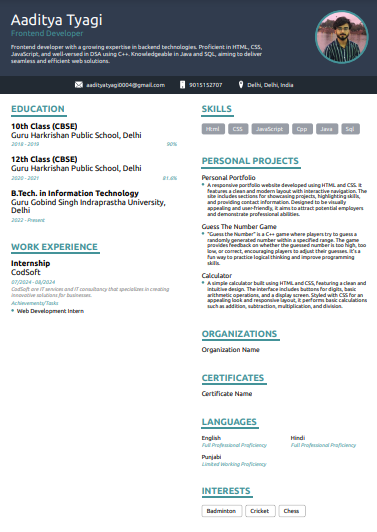 Aaditya Tyagi
Frontend Developer
Frontend developer with a growing expertise in backend technologies. Proficient in HTML, CSS,
JavaScript, and well-versed in DSA using C++. Knowledgeable in Java and SQL, aiming to deliver
seamless and efficient web solutions.
aadityatyagi0004@gmail.com
9015152707
Delhi, Delhi, India
EDUCATION
10th Class (CBSE)
Guru Harkrishan Public School, Delhi
2018 - 2019
90%
12th Class (CBSE)
Guru Harkrishan Public School, Delhi
2020 - 2021
81.6%
B.Tech. in Information Technology
Guru Gobind Singh Indraprastha University,
Delhi
2022 - Present
WORK EXPERIENCE
Internship
CodSoft
07/2024 - 08/2024
CodSoft are IT services and IT consultancy that specializes in creating
innovative solutions for businesses.
Achievements/Tasks
Web Development Intern
SKILLS
Html
CSS
JavaScript
Cpp
Java
Sql
PERSONAL PROJECTS
Personal Portfolio
A responsive portfolio website developed using HTML and CSS. It
features a clean and modern layout with interactive navigation. The
site includes sections for showcasing projects, highlighting skills,
and providing contact information. Designed to be visually
appealing and user-friendly, it aims to attract potential employers
and demonstrate professional abilities.
Guess The Number Game
"Guess the Number" is a C++ game where players try to guess a
randomly generated number within a specified range. The game
provides feedback on whether the guessed number is too high, too
low, or correct, encouraging players to adjust their guesses. It's a
fun way to practice logical thinking and improve programming
skills.
Calculator
A simple calculator built using HTML and CSS, featuring a clean and
intuitive design. The interface includes buttons for digits, basic
arithmetic operations, and a display screen. Styled with CSS for an
appealing look and responsive layout, it performs basic calculations
such as addition, subtraction, multiplication, and division.
ORGANIZATIONS
Organization Name
CERTIFICATES
Certificate Name
LANGUAGES
English
Full Professional Proficiency
Hindi
Full Professional Proficiency
Punjabi
Limited Working Proficiency
INTERESTS
Badminton
Cricket
Chess